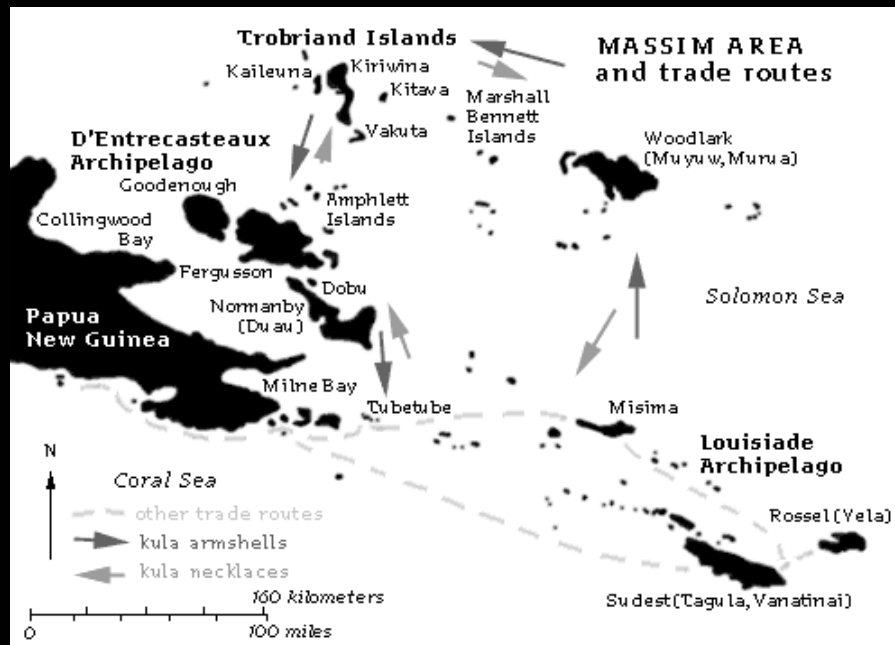 Trobriand Islands
MASSIM AREA
and trade routes
Kaileuna
Kiriwina
Kitava
Marshall
Bennett
Islands
Vakuta
Woodlark
(Muyuw, Murua)
D'Entrecasteaux
Archipelago
Goodenough
Amphlett
Islands
Collingwood
Bay
Fergusson
Dobu
Normanby
(Duau)
Solomon Sea
Papua
New Guinea
Milne Bay
Tubetube
Misima
Louisiade
Archipelago
N
Coral Sea
other trade routes
kula armshells
kula necklaces
Rossel (Yela)
Sudest (Tagula, Vanatinai)
160 kilometers
0
100 miles